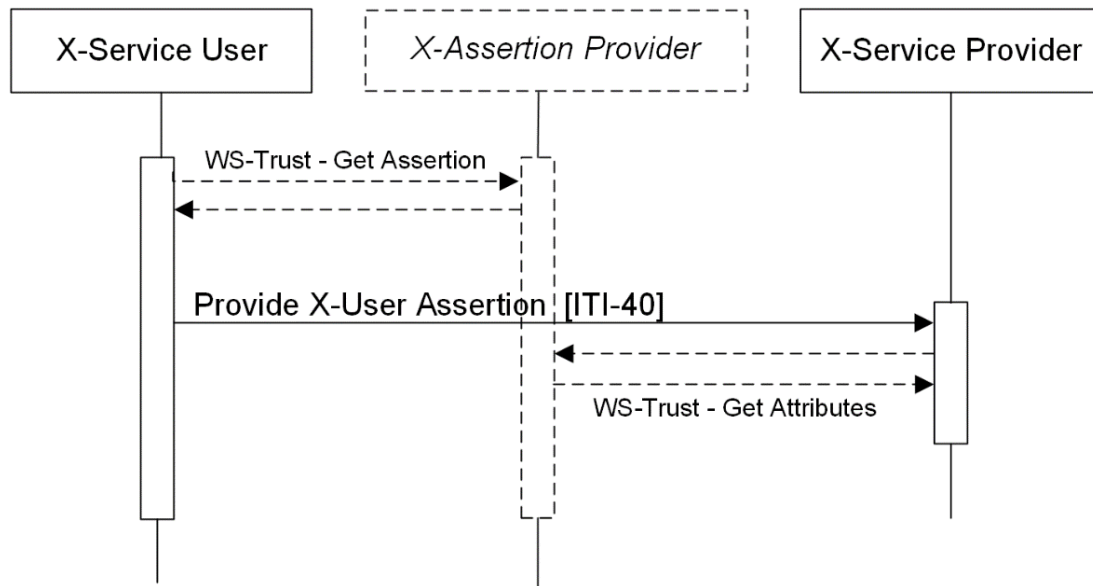 X-Service User
X-Assertion Provider
X-Service Provider
WS-Trust - Get Assertion
Provide X-User Assertion [ITI-40]
WS-Trust - Get Attributes